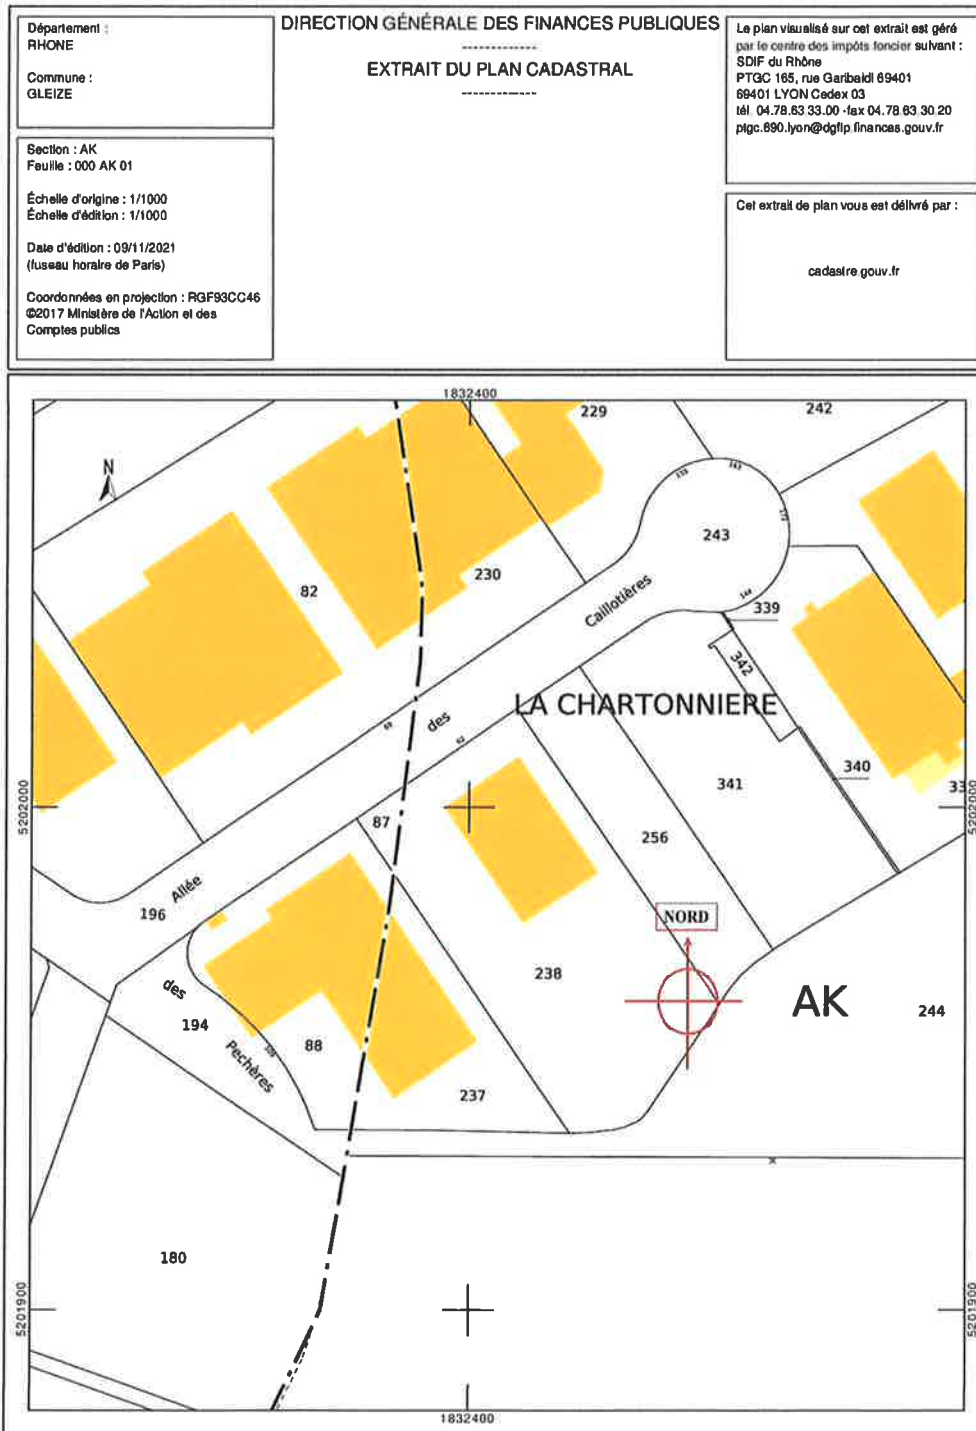 Département :
RHONE
Commune :
GLEIZE
DIRECTION GÉNÉRALE DES FINANCES PUBLIQUES
-------------
EXTRAIT DU PLAN CADASTRAL
-------------
Le plan visualisé sur cet extrait est géré
par le centre des impôts foncier suivant :
SDIF du Rhône
PTGC 165, rue Garibaldi 69401
69401 LYON Cedex 03
tél. 04.78.63 33.00 -fax 04.78 63 30 20
ptgc.690.lyon@dgfip.finances.gouv.fr
Section : AK
Feuille : 000 AK 01
Échelle d'origine : 1/1000
Échelle d'édition : 1/1000
Date d'édition : 09/11/2021
(fuseau horaire de Paris)
Coordonnées en projection : RGF93CC46
©2017 Ministère de l'Action et des
Comptes publics
Cet extrait de plan vous est délivré par :
cadastre.gouv.fr
1832400
229
242
N
243
230
82
Caillotières
144
339
342
LA CHARTONNIERE
des
340
341
33
5202000
5202000
87
256
Allée
196
NORD
238
AK
244
des
194
88
Pechères
237
180
5201900
5201900
1832400